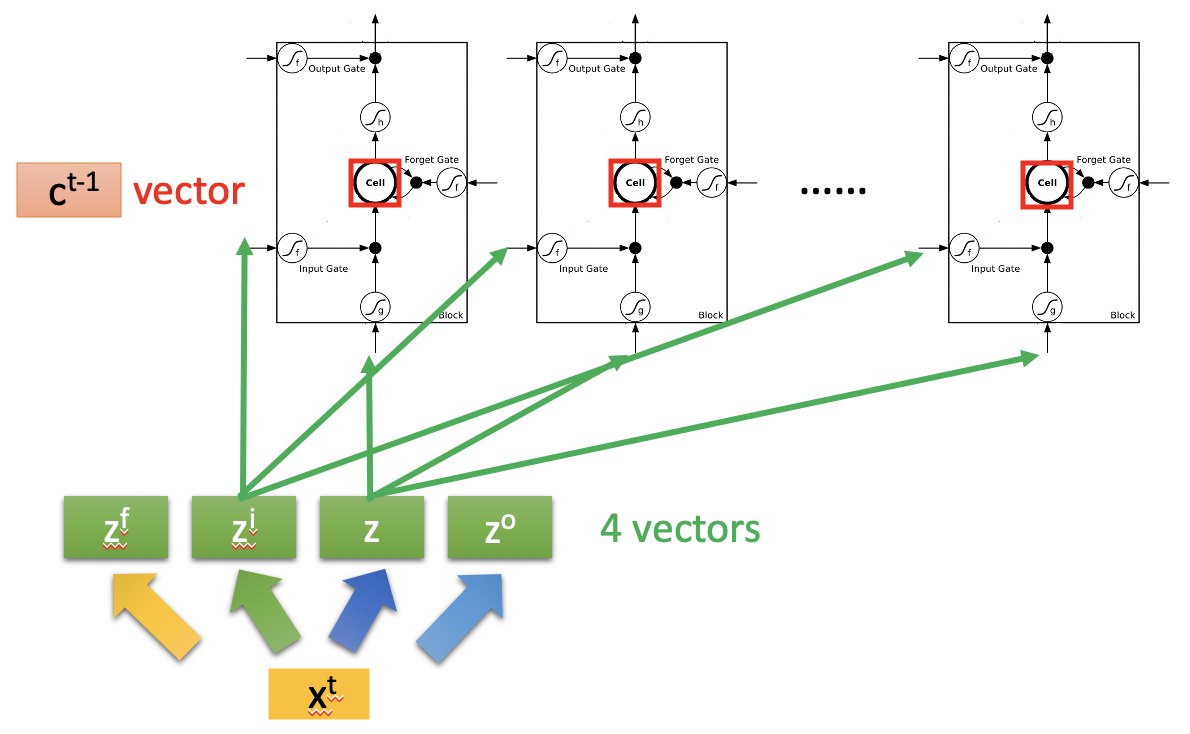 f Output Gate
f Output Gate
f Output Gate
h
h
h
Forget Gate
Forget Gate
Forget Gate
c^{t-1} vector
Cell f
Cell f
......
Cell f
f
f
f
Input Gate
Input Gate
Input Gate
g
g
g
Block
Block
Block
z^f z^i z z^o 4 vectors
x^t